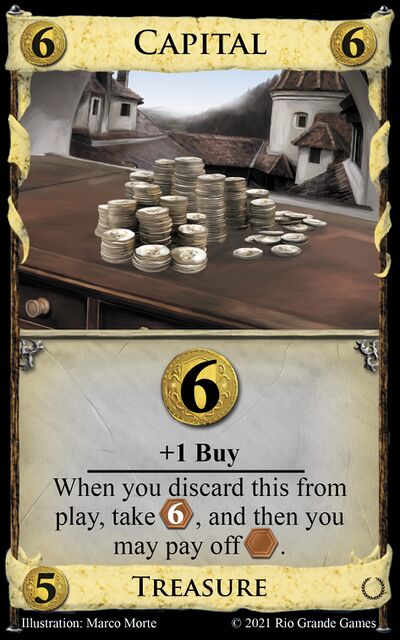 6 CAPITAL 6
6
+1 Buy
When you discard this from
play, take 6, and then you
may pay off .
5 TREASURE
Illustration: Marco Morte © 2021 Rio Grande Games